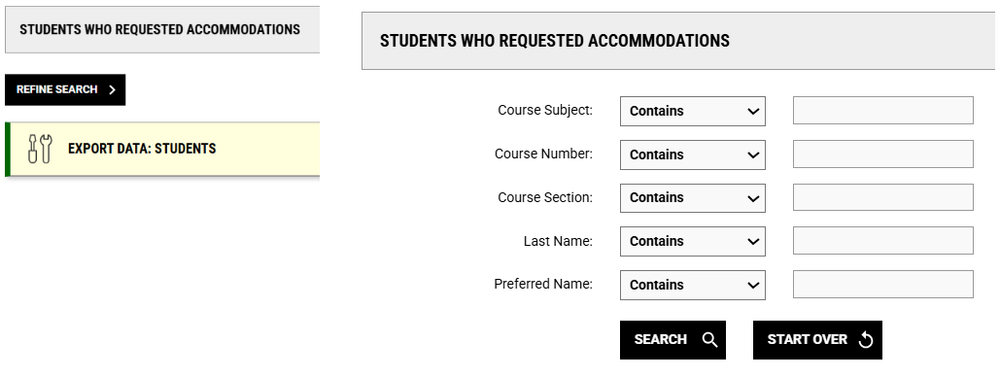 STUDENTS WHO REQUESTED ACCOMMODATIONS
REFINE SEARCH
EXPORT DATA: STUDENTS
STUDENTS WHO REQUESTED ACCOMMODATIONS
Course Subject: Contains
Course Number: Contains
Course Section: Contains
Last Name: Contains
Preferred Name: Contains
SEARCH START OVER